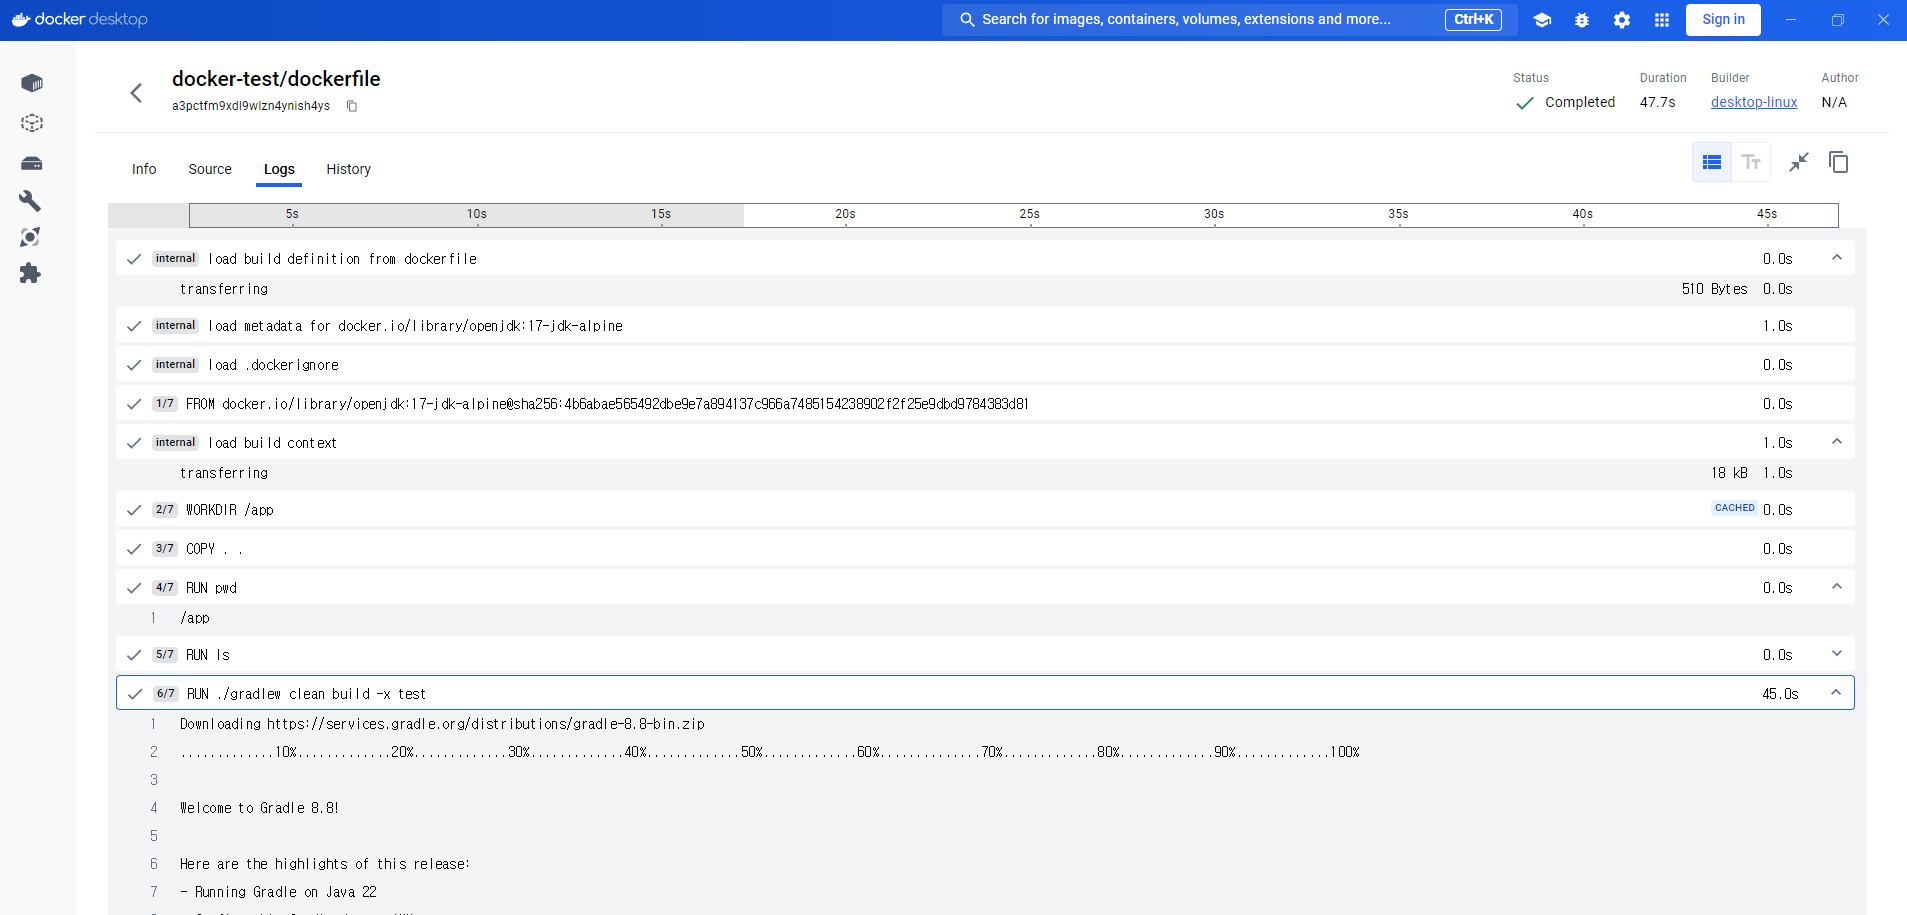 docker desktop
Search for images, containers, volumes, extensions and more...
Ctrl+K
Sign in
docker-test/dockerfile
a3pctfm9xdl9wlzn4ynish4ys
Status Duration Builder Author
Completed 47.7s desktop-linux N/A
Info Source Logs History
5s 10s 15s 20s 25s 30s 35s 40s 45s
internal load build definition from dockerfile 0.0s
transferring 510 Bytes 0.0s
internal load metadata for docker.io/library/openjdk:17-jdk-alpine 1.0s
internal load .dockerignore 0.0s
1/7 FROM docker.io/library/openjdk:17-jdk-alpine@sha256:4b6abae565492dbe9e7a894137c966a7485154238902f2f25e9dbd9784383d81 0.0s
internal load build context 1.0s
transferring 18 kB 1.0s
2/7 WORKDIR /app CACHED 0.0s
3/7 COPY . . 0.0s
4/7 RUN pwd 0.0s
1 /app
5/7 RUN ls 0.0s
6/7 RUN ./gradlew clean build -x test 45.0s
1 Downloading https://services.gradle.org/distributions/gradle-8.8-bin.zip
2 .............10%.............20%.............30%.............40%.............50%.............60%.............70%.............80%.............90%.............100%
3
4 Welcome to Gradle 8.8!
5
6 Here are the highlights of this release:
7 - Running Gradle on Java 22